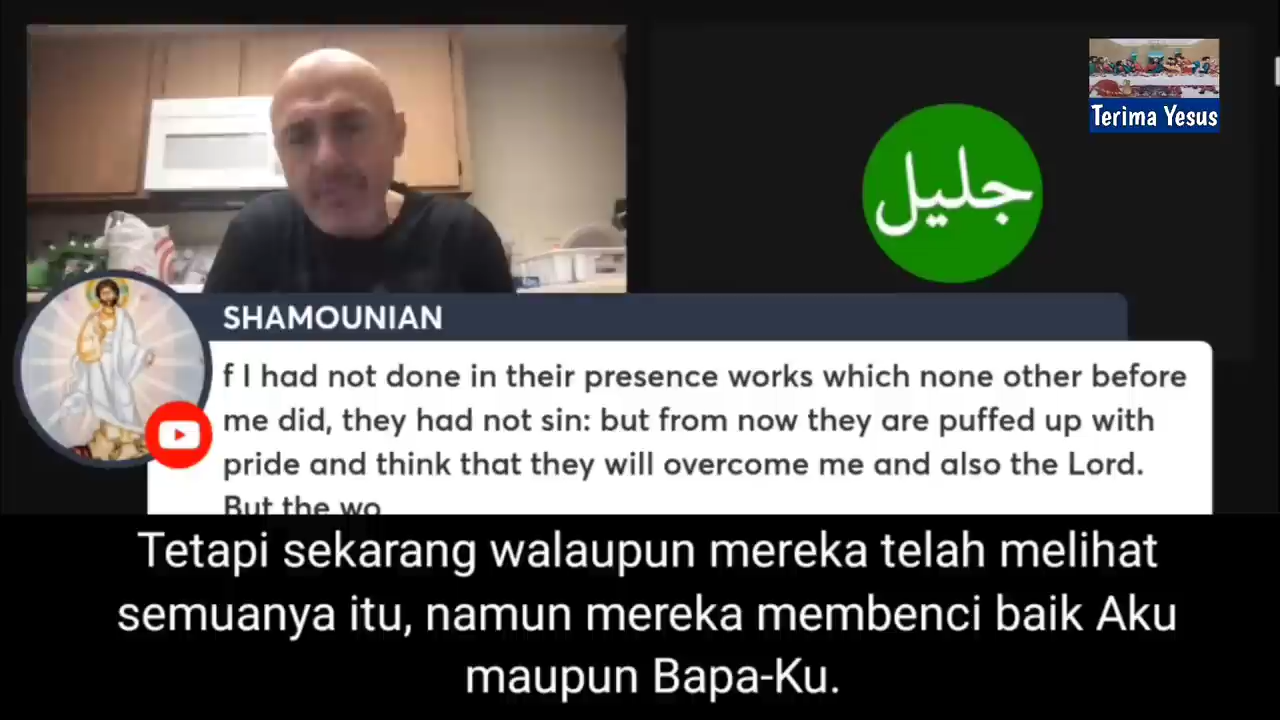 Terima Yesus
جليل
SHAMOUNIAN
f I had not done in their presence works which none other before
me did, they had not sin: but from now they are puffed up with
pride and think that they will overcome me and also the Lord.
But the wo
Tetapi sekarang walaupun mereka telah melihat
semuanya itu, namun mereka membenci baik Aku
maupun Bapa-Ku.